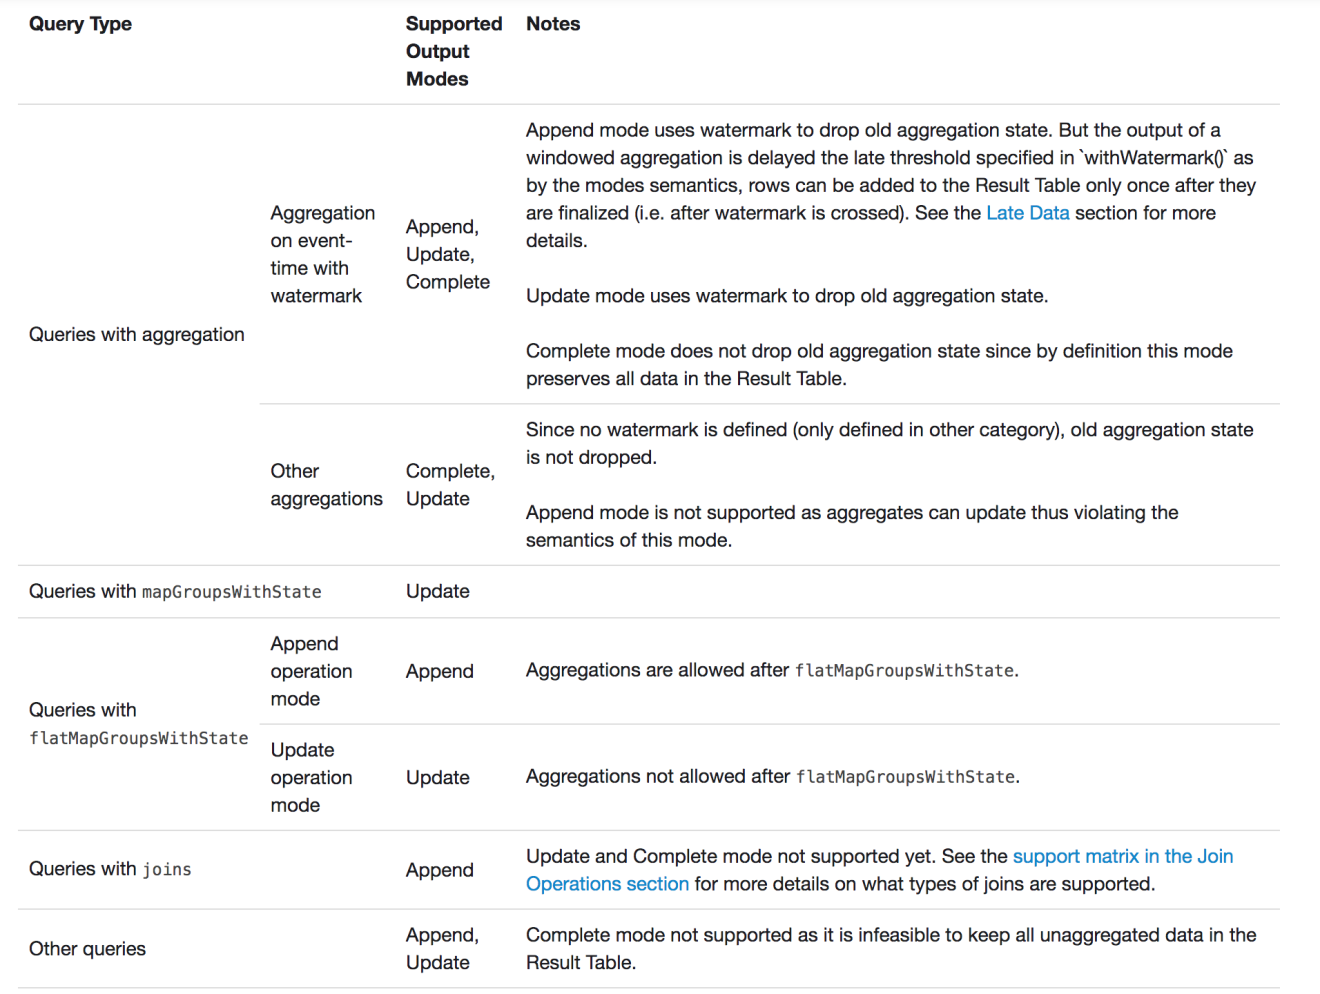 Query Type
Supported
Output
Modes
Notes
Queries with aggregation
Aggregation
on event-
time with
watermark
Append,
Update,
Complete
Append mode uses watermark to drop old aggregation state. But the output of a
windowed aggregation is delayed the late threshold specified in `withWatermark()` as
by the modes semantics, rows can be added to the Result Table only once after they
are finalized (i.e. after watermark is crossed). See the Late Data section for more
details.
Update mode uses watermark to drop old aggregation state.
Complete mode does not drop old aggregation state since by definition this mode
preserves all data in the Result Table.
Other
aggregations
Complete,
Update
Since no watermark is defined (only defined in other category), old aggregation state
is not dropped.
Append mode is not supported as aggregates can update thus violating the
semantics of this mode.
Queries with mapGroupsWithState
Update
Queries with
flatMapGroupsWithState
Append
operation
mode
Append
Aggregations are allowed after flatMapGroupsWithState.
Update
operation
mode
Update
Aggregations not allowed after flatMapGroupsWithState.
Queries with joins
Append
Update and Complete mode not supported yet. See the support matrix in the Join
Operations section for more details on what types of joins are supported.
Other queries
Append,
Update
Complete mode not supported as it is infeasible to keep all unaggregated data in the
Result Table.